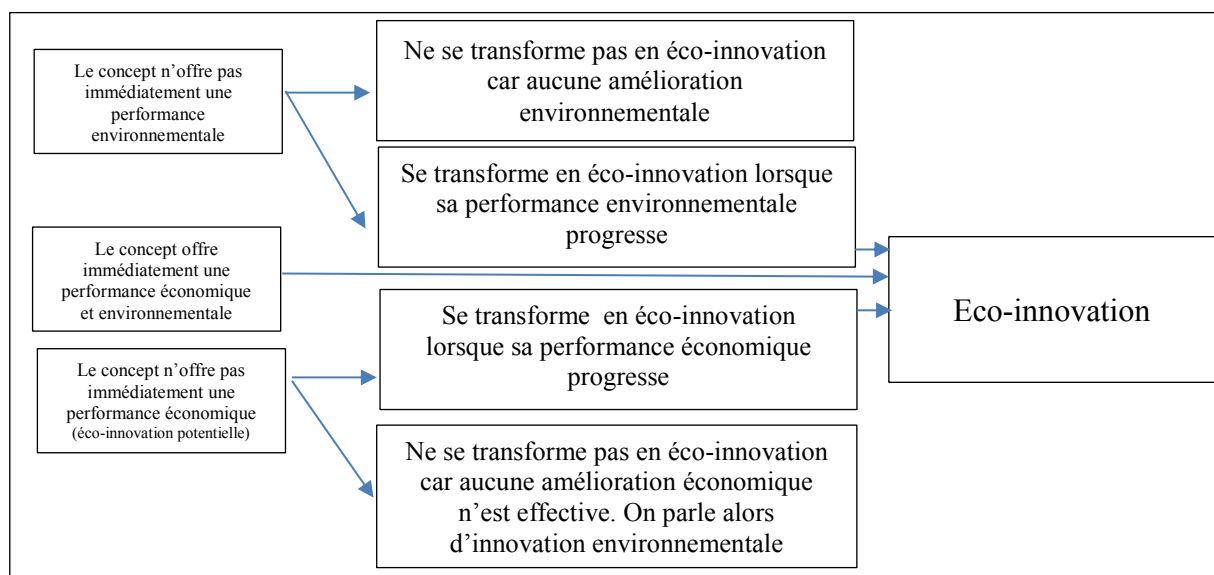 Le concept n’offre pas
immédiatement une
performance
environnementale
Ne se transforme pas en éco-innovation
car aucune amélioration
environnementale
Se transforme en éco-innovation lorsque
sa performance environnementale
progresse
Le concept offre
immédiatement une
performance économique
et environnementale
Se transforme  en éco-innovation
lorsque sa performance économique
progresse
Eco-innovation
Le concept n’offre pas
immédiatement une
performance économique
(éco-innovation potentielle)
Ne se transforme pas en éco-innovation
car aucune amélioration économique
n’est effective. On parle alors
d’innovation environnementale